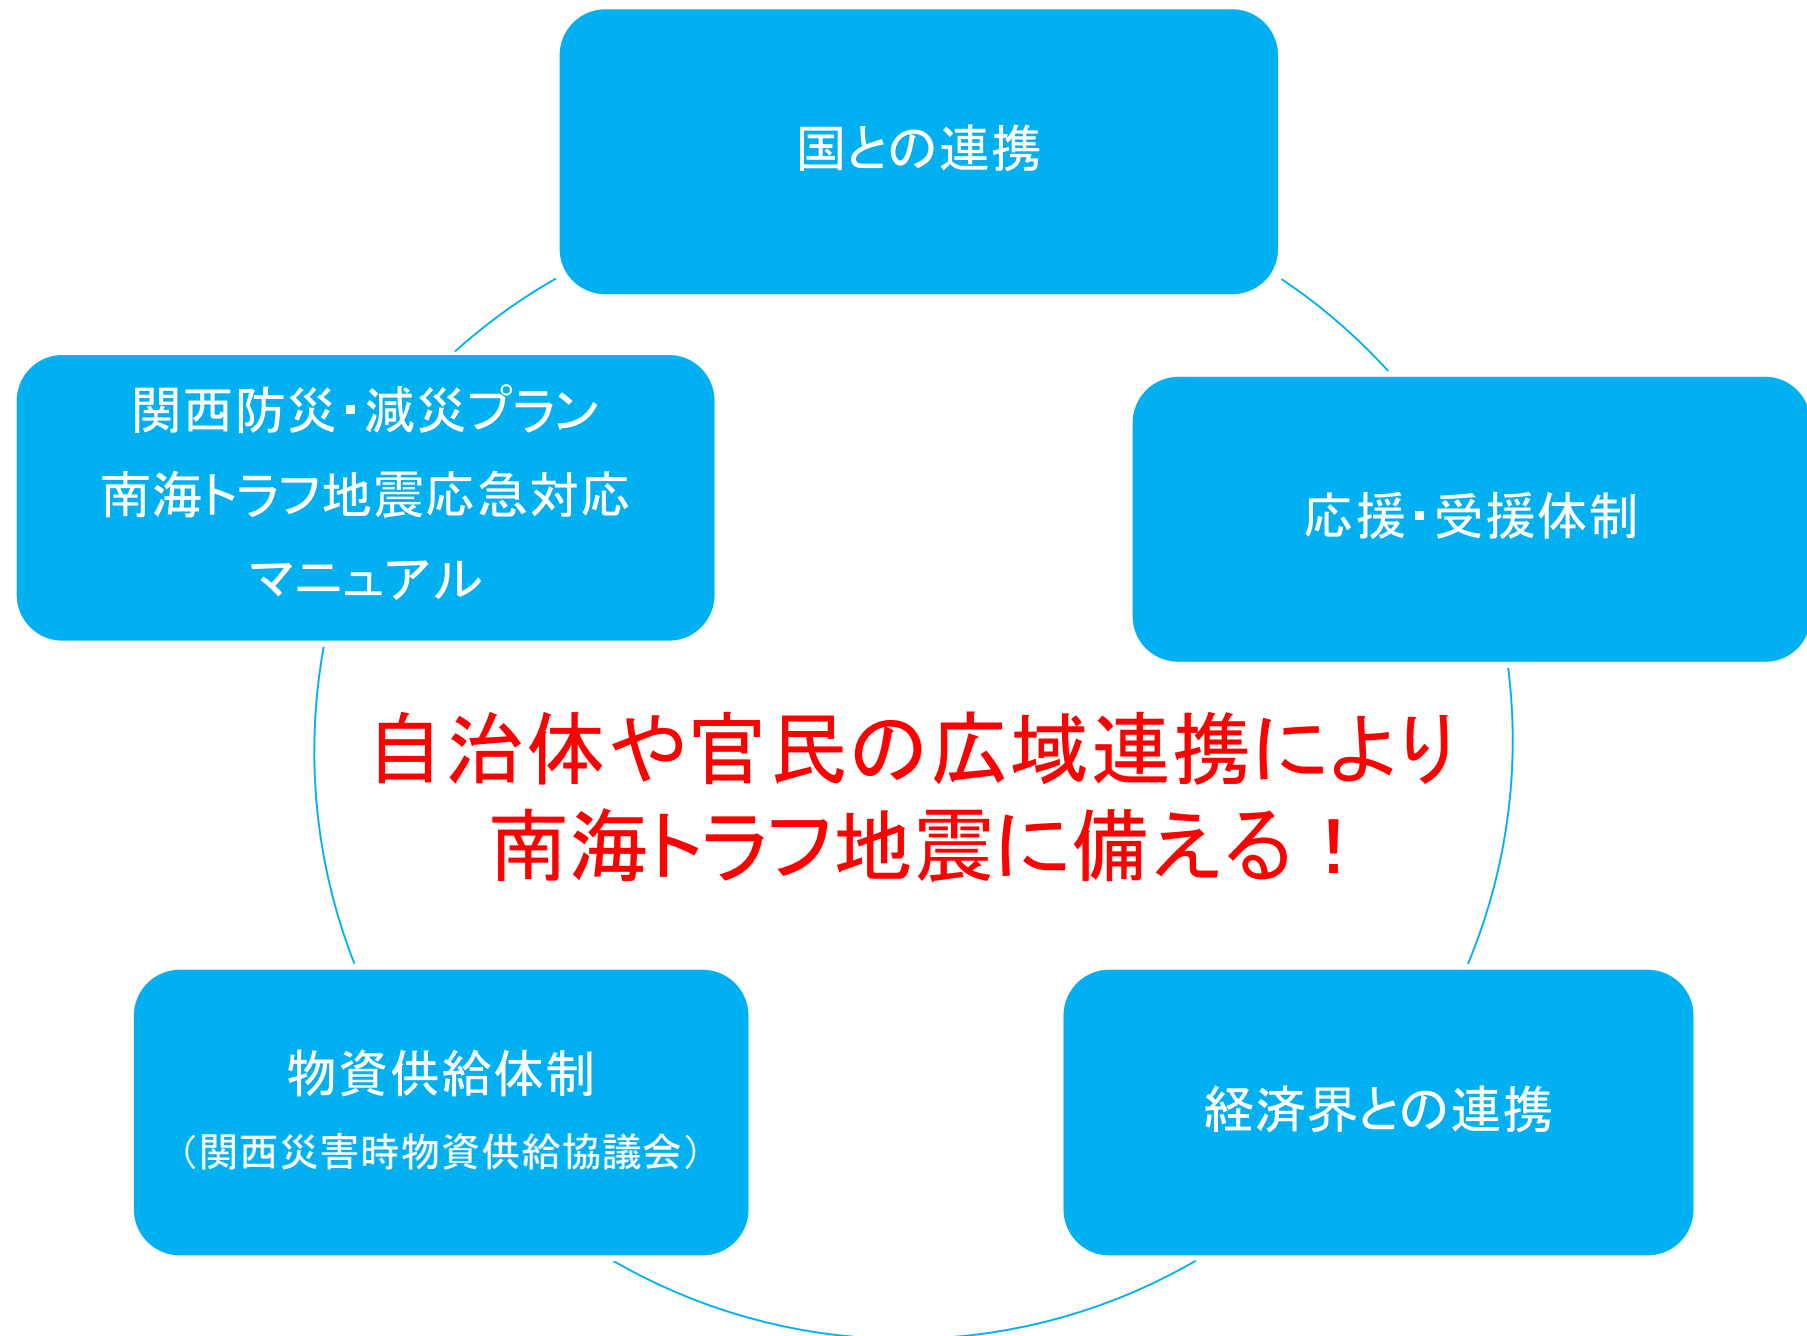 国との連携
関西防災・減災プラン
南海トラフ地震応急対応
マニュアル
応援・受援体制
自治体や官民の広域連携により
南海トラフ地震に備える！
物資供給体制
（関西災害時物資供給協議会）
経済界との連携